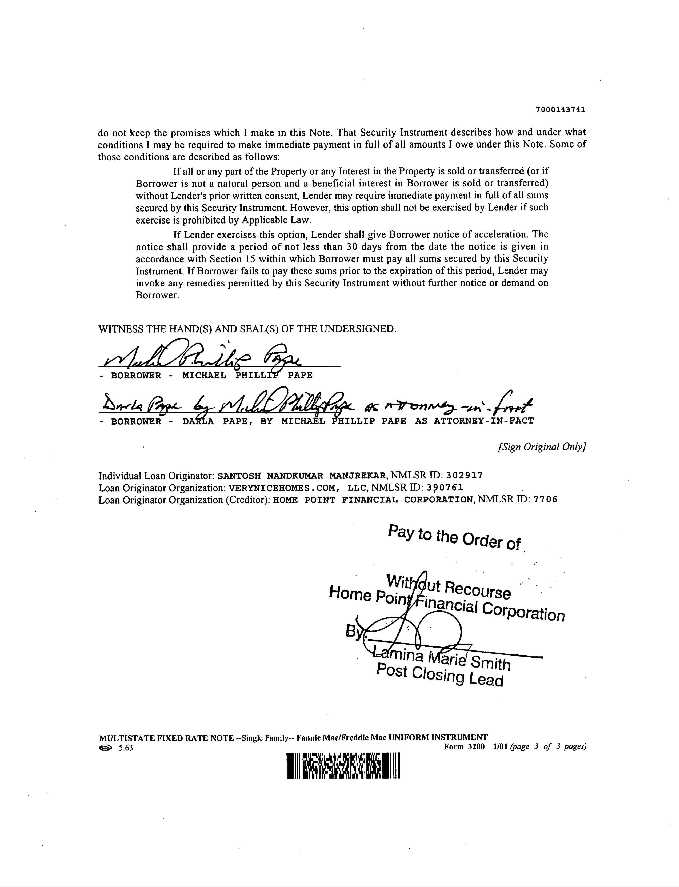 7000143741
do not keep the promises which I make in this Note. That Security Instrument describes how and under what
conditions I may be required to make immediate payment in full of all amounts I owe under this Note. Some of
those conditions are described as follows:
If all or any part of the Property or any Interest in the Property is sold or transferred (or if
Borrower is not a natural person and a beneficial interest in Borrower is sold or transferred)
without Lender's prior written consent, Lender may require immediate payment in full of all sums
secured by this Security Instrument. However, this option shall not be exercised by Lender if such
exercise is prohibited by Applicable Law.
If Lender exercises this option, Lender shall give Borrower notice of acceleration. The
notice shall provide a period of not less than 30 days from the date the notice is given in
accordance with Section 15 within which Borrower must pay all sums secured by this Security
Instrument. If Borrower fails to pay these sums prior to the expiration of this period, Lender may
invoke any remedies permitted by this Security Instrument without further notice or demand on
Borrower.
WITNESS THE HAND(S) AND SEAL(S) OF THE UNDERSIGNED.
Michael Phillip Pape
- BORROWER - MICHAEL PHILLIP PAPE
Darla Pape by Michael Phillip Pape as attorney-in-fact
- BORROWER - DARLA PAPE, BY MICHAEL PHILLIP PAPE AS ATTORNEY-IN-FACT
[Sign Original Only]
Individual Loan Originator: SANTOSH NANDKUMAR MANJREKAR, NMLSR ID: 302917
Loan Originator Organization: VERYNICEHOMES.COM, LLC, NMLSR ID: 390761
Loan Originator Organization (Creditor): HOME POINT FINANCIAL CORPORATION, NMLSR ID: 7706
Pay to the Order of
Without Recourse
Home Point Financial Corporation
By:
Lamina Marie Smith
Post Closing Lead
MULTISTATE FIXED RATE NOTE --Single Family-- Fannie Mae/Freddie Mac UNIFORM INSTRUMENT
5.63 Form 3200 1/01 (page 3 of 3 pages)